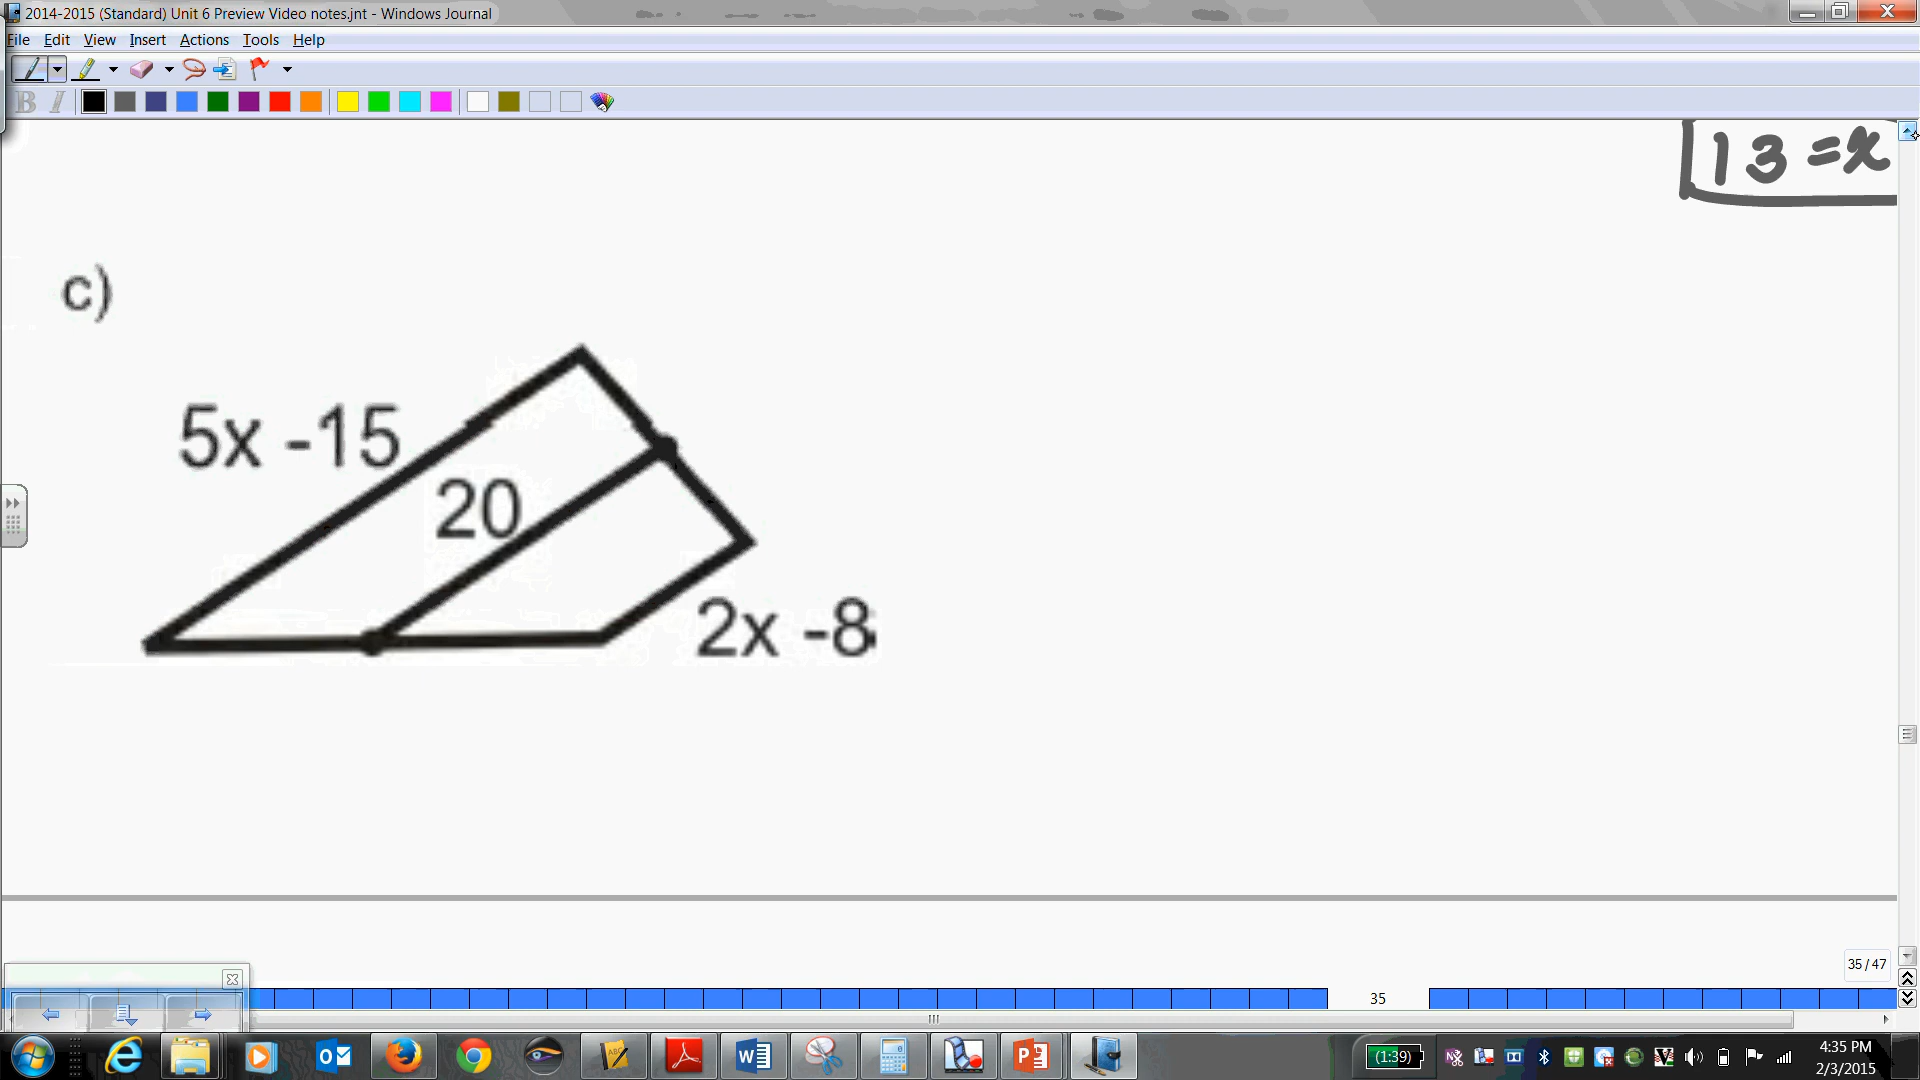 2014-2015 (Standard) Unit 6 Preview Video notes.jnt - Windows Journal
File Edit View Insert Actions Tools Help
B I
13 = x
c)
5x -15
20
2x -8
35 / 47
35
(1:39)
4:35 PM
2/3/2015